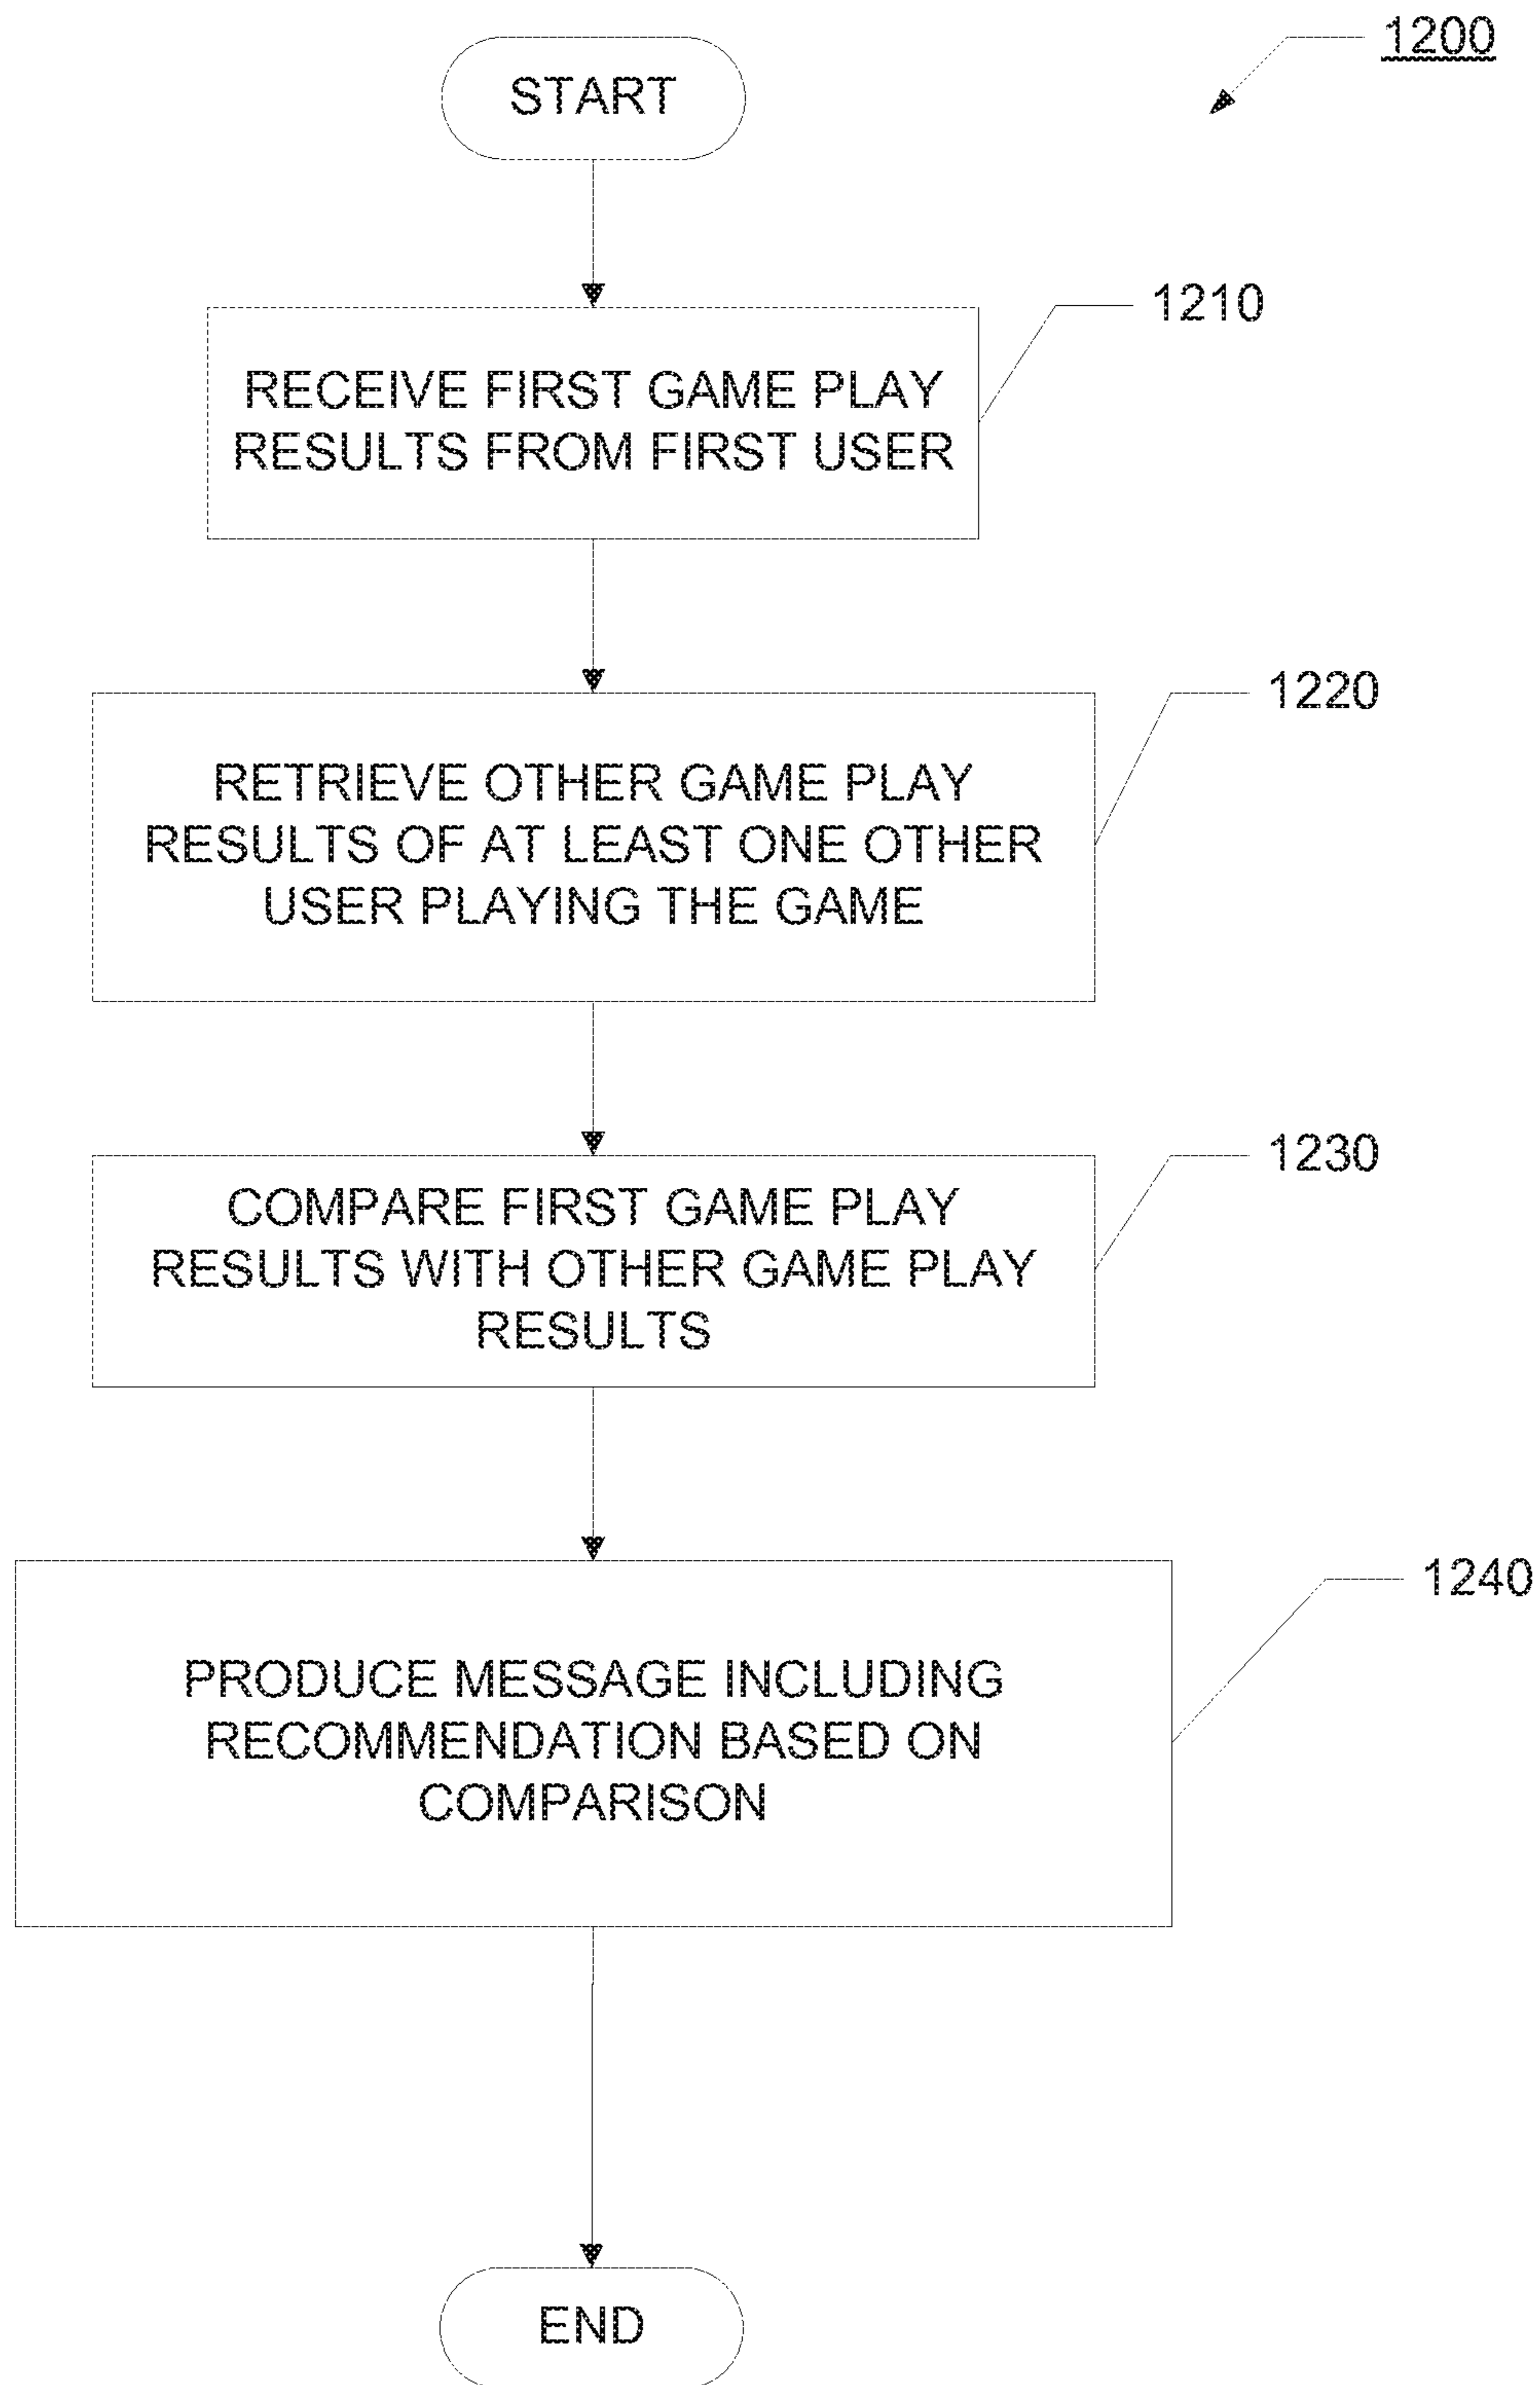 1200
START
1210
RECEIVE FIRST GAME PLAY
RESULTS FROM FIRST USER
1220
RETRIEVE OTHER GAME PLAY
RESULTS OF AT LEAST ONE OTHER
USER PLAYING THE GAME
1230
COMPARE FIRST GAME PLAY
RESULTS WITH OTHER GAME PLAY
RESULTS
1240
PRODUCE MESSAGE INCLUDING
RECOMMENDATION BASED ON
COMPARISON
END